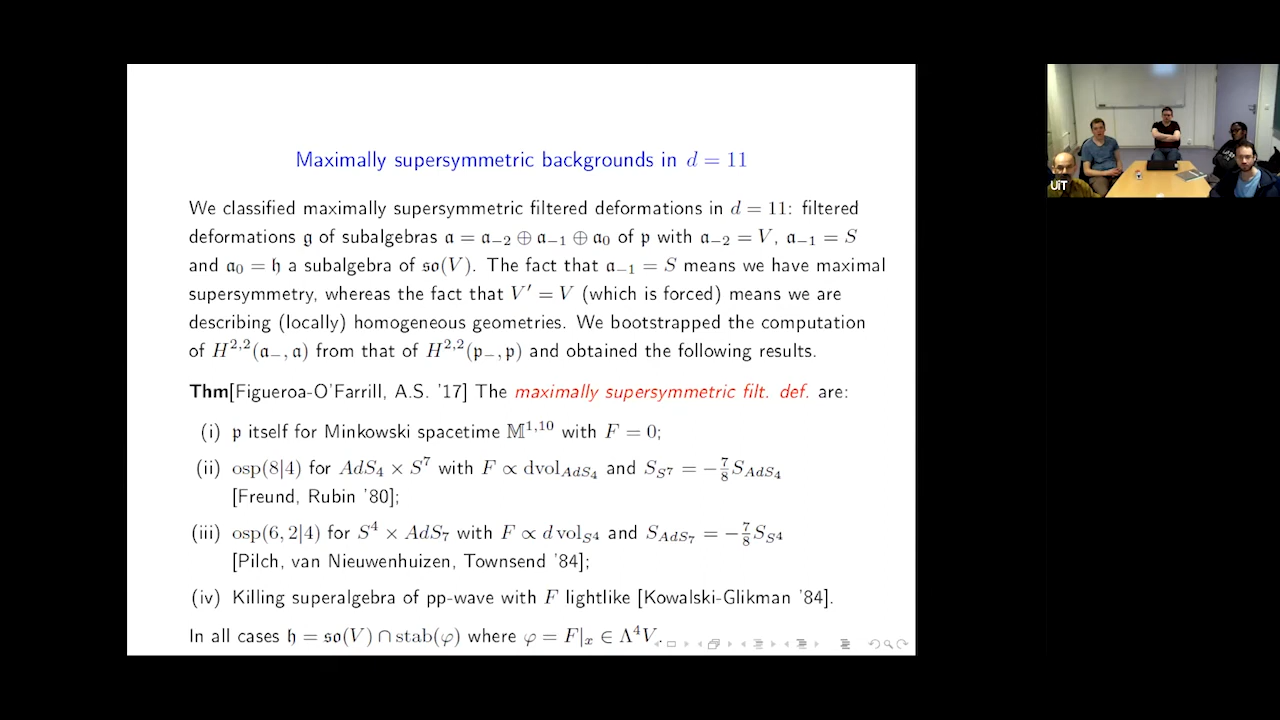 Maximally supersymmetric backgrounds in d = 11
We classified maximally supersymmetric filtered deformations in d = 11: filtered
deformations 𝔤 of subalgebras 𝔞 = 𝔞₋₂ ⊕ 𝔞₋₁ ⊕ 𝔞₀ of 𝔭 with 𝔞₋₂ = V, 𝔞₋₁ = S
and 𝔞₀ = 𝔥 a subalgebra of 𝔰𝔬(V). The fact that 𝔞₋₁ = S means we have maximal
supersymmetry, whereas the fact that V′ = V (which is forced) means we are
describing (locally) homogeneous geometries. We bootstrapped the computation
of H^{2,2}(𝔞₋, 𝔞) from that of H^{2,2}(𝔭₋, 𝔭) and obtained the following results.
Thm[Figueroa-O'Farrill, A.S. '17] The maximally supersymmetric filt. def. are:
(i) 𝔭 itself for Minkowski spacetime 𝕄^{1,10} with F = 0;
(ii) osp(8|4) for AdS₄ × S⁷ with F ∝ dvol_{AdS₄} and S_{S⁷} = −7/8 S_{AdS₄}
[Freund, Rubin '80];
(iii) osp(6, 2|4) for S⁴ × AdS₇ with F ∝ d vol_{S⁴} and S_{AdS₇} = −7/8 S_{S⁴}
[Pilch, van Nieuwenhuizen, Townsend '84];
(iv) Killing superalgebra of pp-wave with F lightlike [Kowalski-Glikman '84].
In all cases 𝔥 = 𝔰𝔬(V) ∩ stab(φ) where φ = F|ₓ ∈ Λ⁴V.
UiT